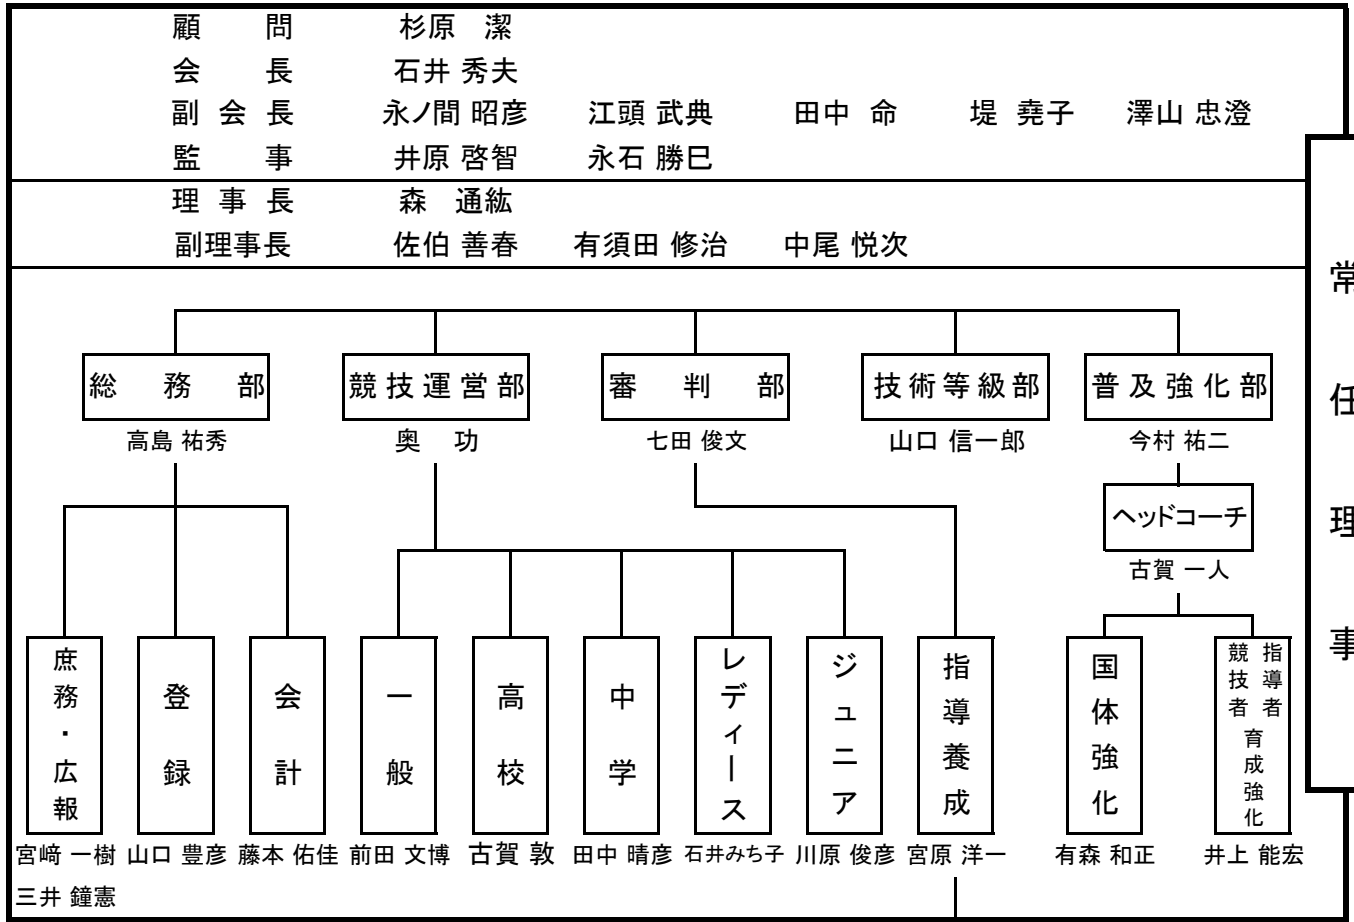 顧問 杉原 潔
会長 石井 秀夫
副会長 永ノ間 昭彦 江頭 武典 田中 命 堤 堯子 澤山 忠澄
監事 井原 啓智 永石 勝巳
理事長 森 通紘
副理事長 佐伯 善春 有須田 修治 中尾 悦次
常任理事
総務部 競技運営部 審判部 技術等級部 普及強化部
高島 祐秀 奥 功 七田 俊文 山口 信一郎 今村 祐二
ヘッドコーチ
古賀 一人
庶務・広報
登録
会計
一般
高校
中学
レディース
ジュニア
指導養成
国体強化
指導者
競技者
育成強化
宮﨑 一樹 山口 豊彦 藤本 佑佳 前田 文博 古賀 敦 田中 晴彦 石井みち子 川原 俊彦 宮原 洋一 有森 和正 井上 能宏
三井 鐘憲